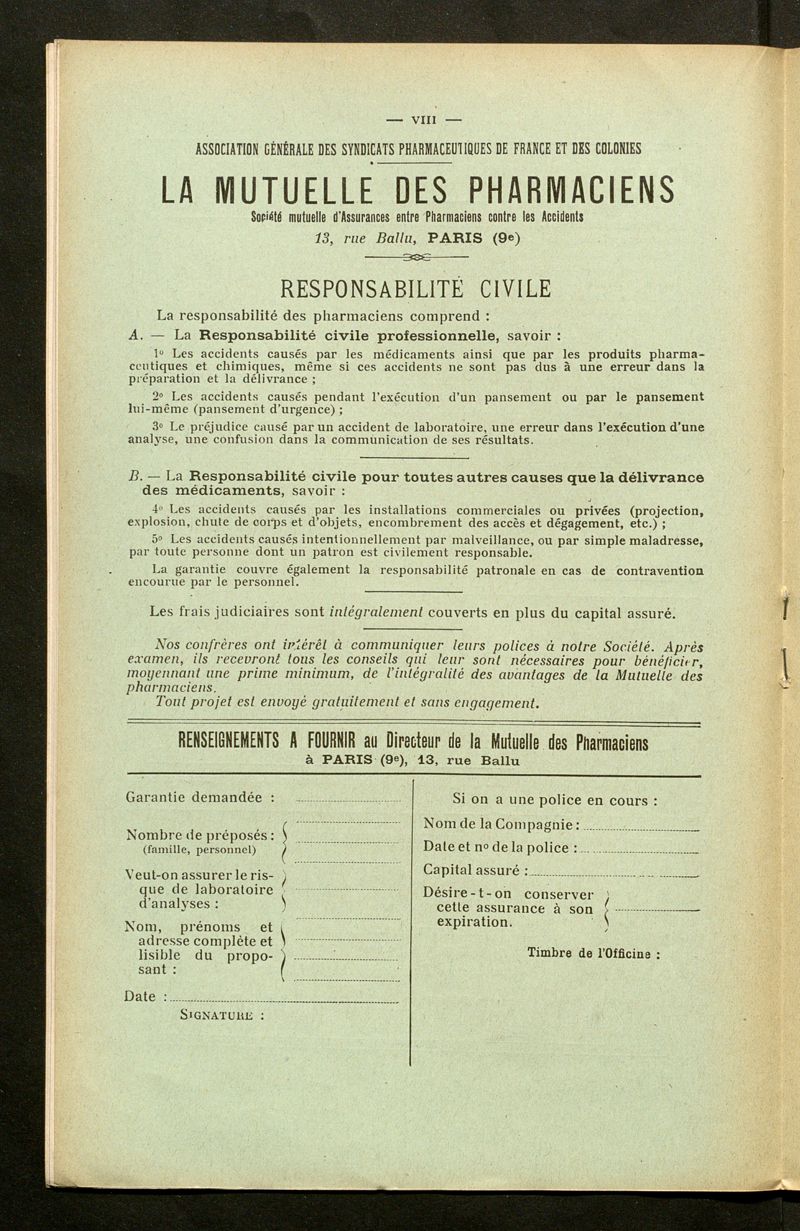 — VIII —
ASSOCIATION GÉNÉRALE DES SYNDICATS PHARMACEUTIQUES DE FRANCE ET DES COLONIES
LA MUTUELLE DES PHARMACIENS
Société mutuelle d'Assurances entre Pharmaciens contre les Accidents
13, rue Ballu, PARIS (9e)
RESPONSABILITÉ CIVILE
La responsabilité des pharmaciens comprend :
A. — La Responsabilité civile professionnelle, savoir :
1º Les accidents causés par les médicaments ainsi que par les produits pharma-
ceutiques et chimiques, même si ces accidents ne sont pas dus à une erreur dans la
préparation et la délivrance ;
2º Les accidents causés pendant l'exécution d'un pansement ou par le pansement
lui-même (pansement d'urgence) ;
3º Le préjudice causé par un accident de laboratoire, une erreur dans l'exécution d'une
analyse, une confusion dans la communication de ses résultats.
B. — La Responsabilité civile pour toutes autres causes que la délivrance
des médicaments, savoir :
4º Les accidents causés par les installations commerciales ou privées (projection,
explosion, chute de corps et d'objets, encombrement des accès et dégagement, etc.) ;
5º Les accidents causés intentionnellement par malveillance, ou par simple maladresse,
par toute personne dont un patron est civilement responsable.
La garantie couvre également la responsabilité patronale en cas de contravention
encourue par le personnel.
Les frais judiciaires sont intégralement couverts en plus du capital assuré.
Nos confrères ont intérêt à communiquer leurs polices à notre Société. Après
examen, ils recevront tous les conseils qui leur sont nécessaires pour bénéficier,
moyennant une prime minimum, de l'intégralité des avantages de la Mutuelle des
pharmaciens.
Tout projet est envoyé gratuitement et sans engagement.
RENSEIGNEMENTS A FOURNIR au Directeur de la Mutuelle des Pharmaciens
à PARIS (9e), 13, rue Ballu
Garantie demandée :
Nombre de préposés :
(famille, personnel)
Veut-on assurer le ris-
que de laboratoire
d'analyses :
Nom, prénoms et
adresse complète et
lisible du propo-
sant :
Date :
SIGNATURE :
Si on a une police en cours :
Nom de la Compagnie :
Date et nº de la police :
Capital assuré :
Désire-t-on conserver
cette assurance à son
expiration.
Timbre de l'Officine :